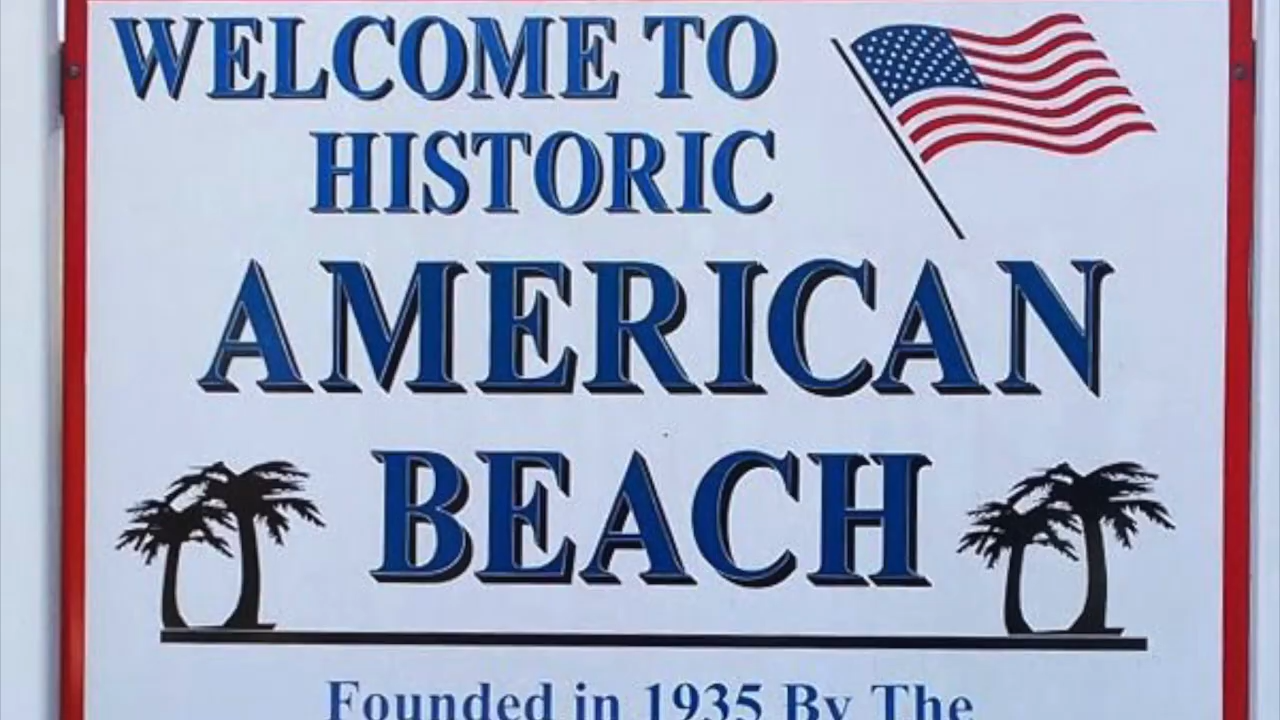 WELCOME TO
HISTORIC
AMERICAN
BEACH
Founded in 1935 By The